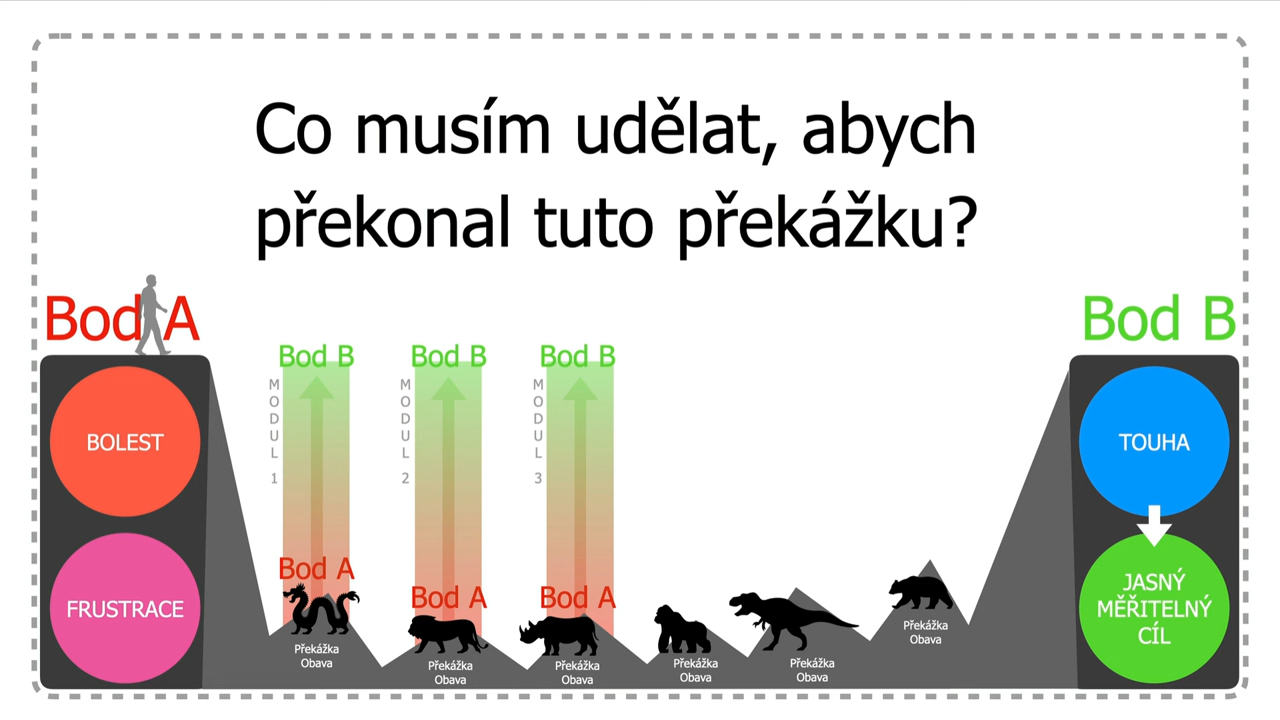 Co musím udělat, abych
překonal tuto překážku?
Bod A
Bod B
BOLEST
FRUSTRACE
Bod B
MODUL 1
Bod A
Překážka
Obava
Bod B
MODUL 2
Bod A
Překážka
Obava
Bod B
MODUL 3
Bod A
Překážka
Obava
Překážka
Obava
Překážka
Obava
Překážka
Obava
TOUHA
JASNÝ
MĚŘITELNÝ
CÍL